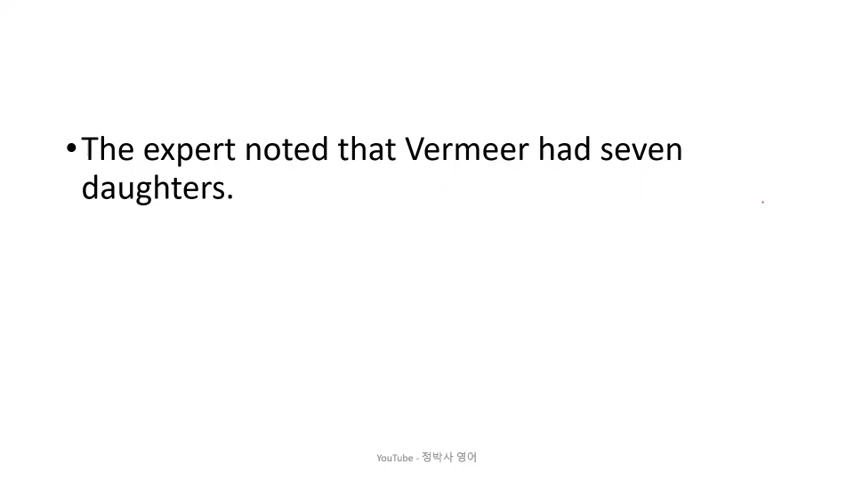 •The expert noted that Vermeer had seven
daughters.
YouTube - 정박사 영어